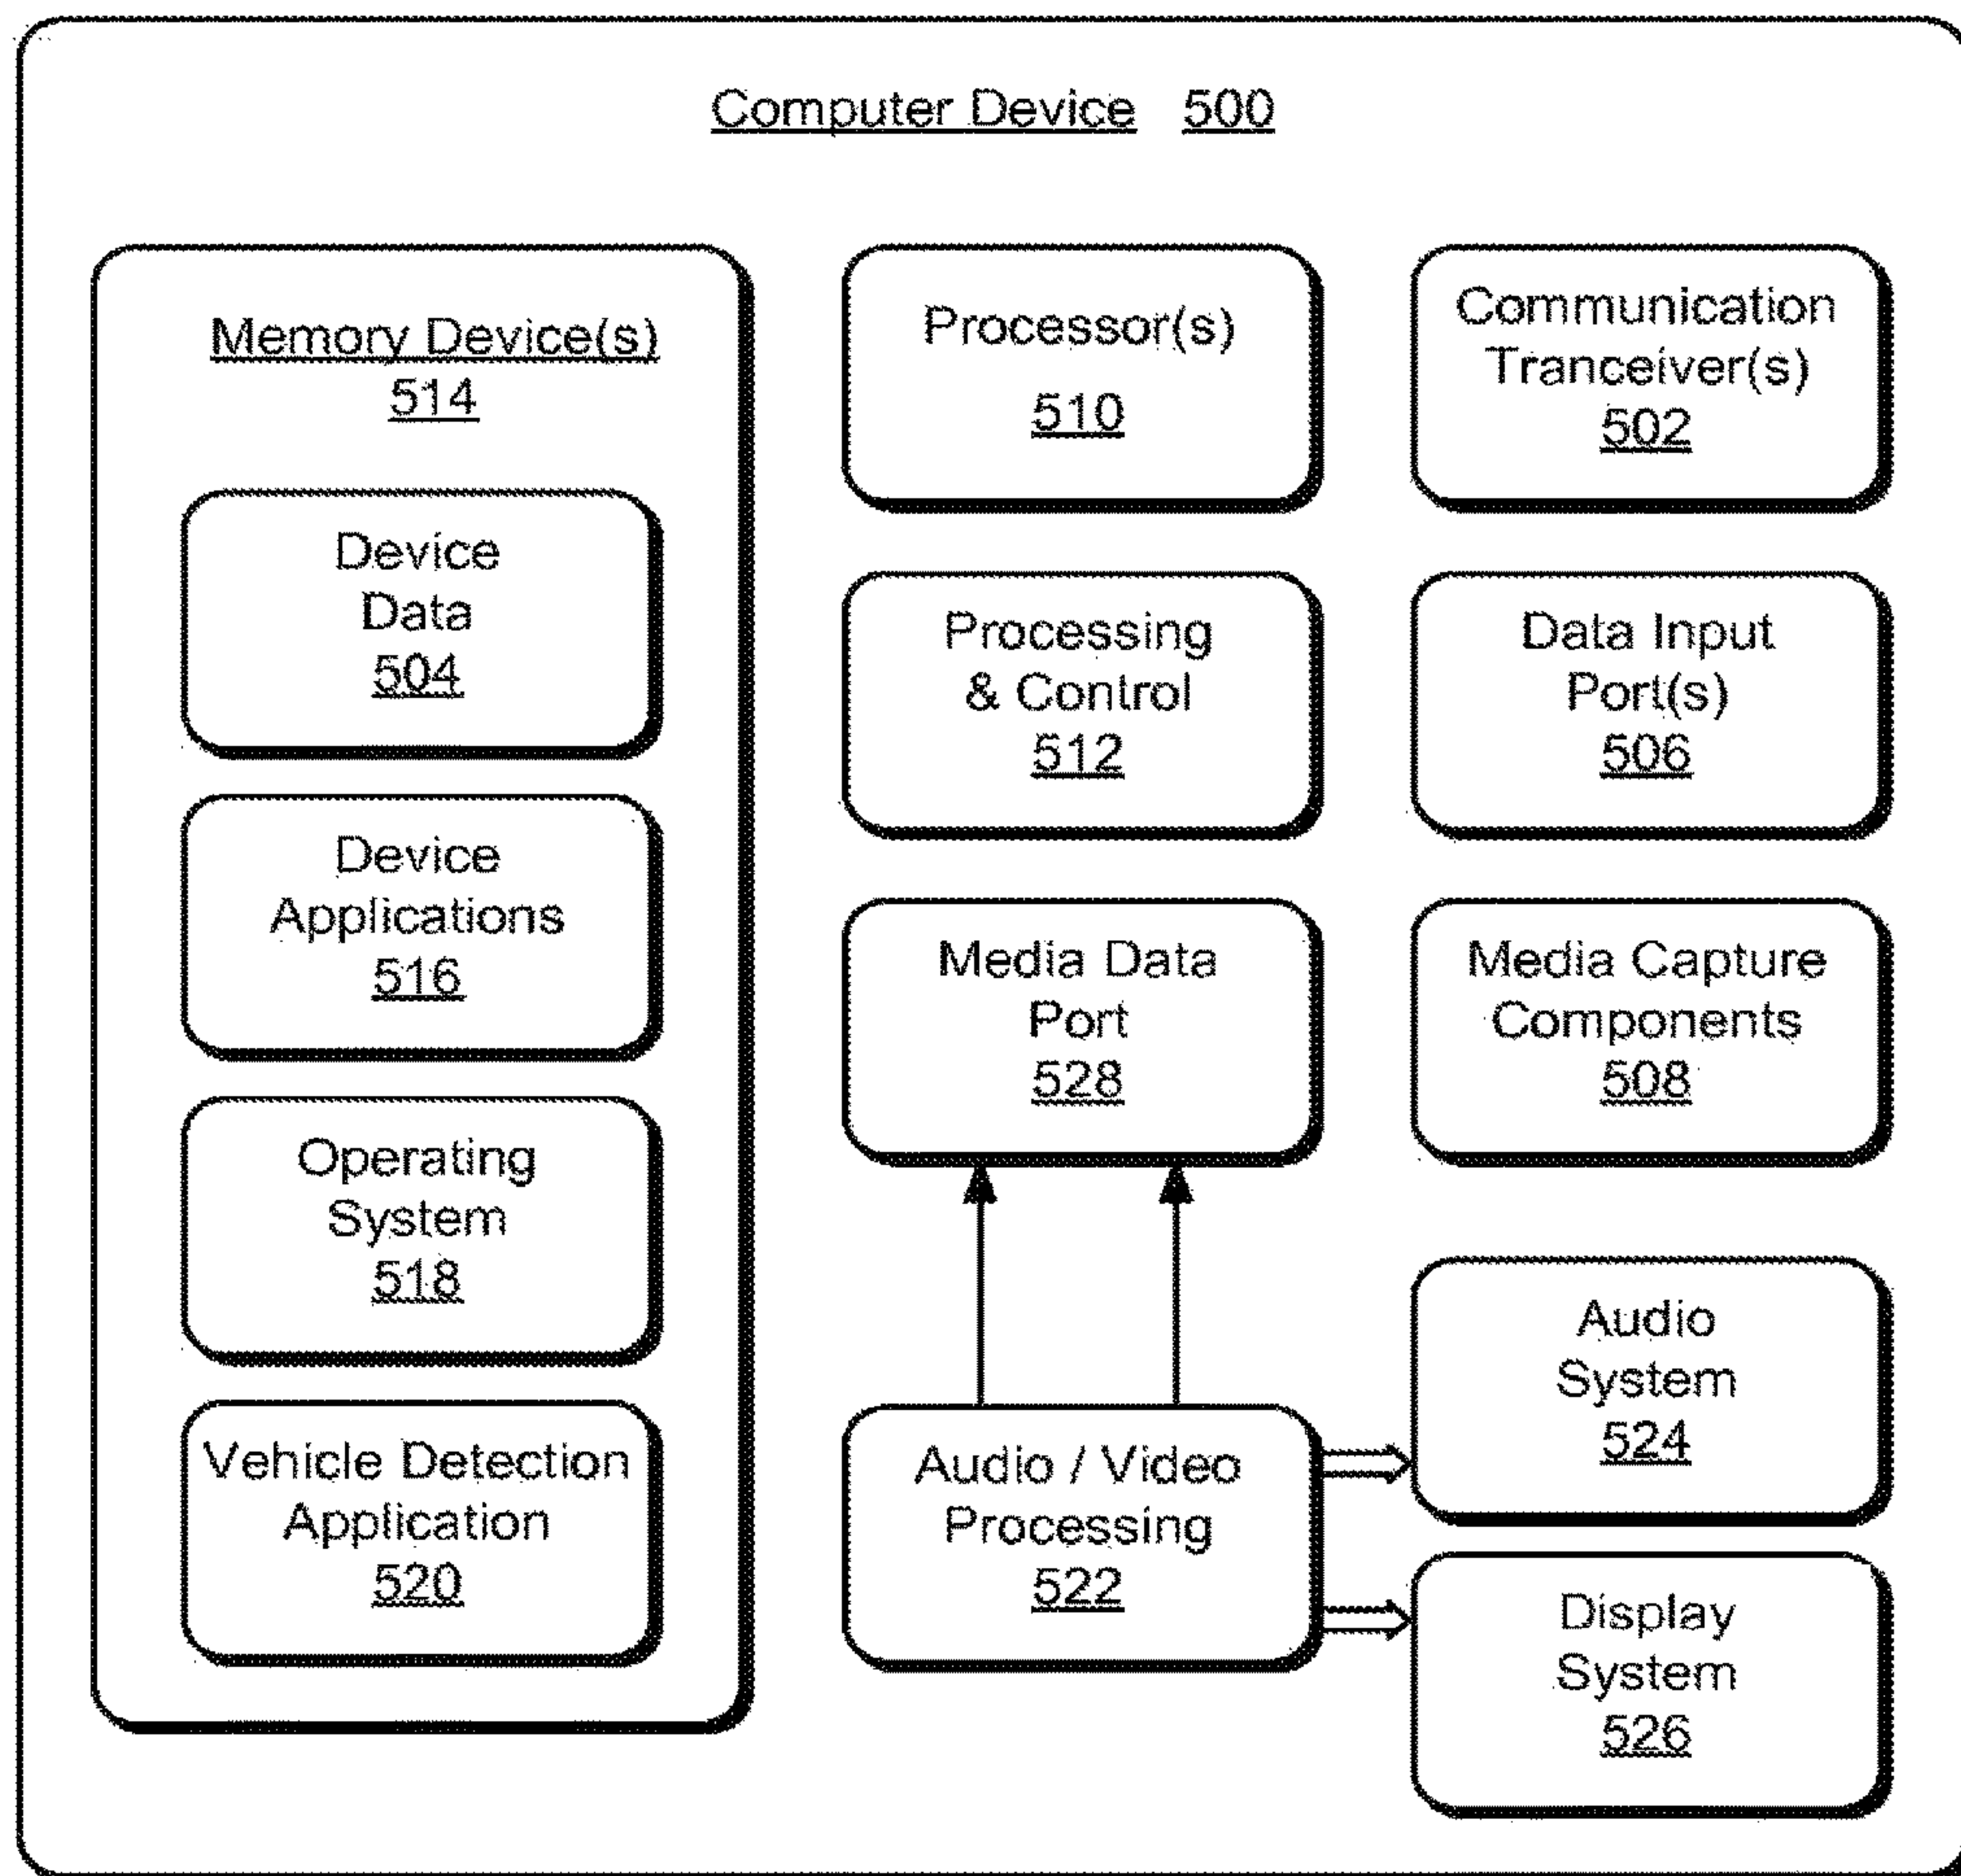 Computer Device 500
Memory Device(s)
514
Device
Data
504
Device
Applications
516
Operating
System
518
Vehicle Detection
Application
520
Processor(s)
510
Processing
& Control
512
Media Data
Port
528
Audio / Video
Processing
522
Communication
Tranceiver(s)
502
Data Input
Port(s)
506
Media Capture
Components
508
Audio
System
524
Display
System
526